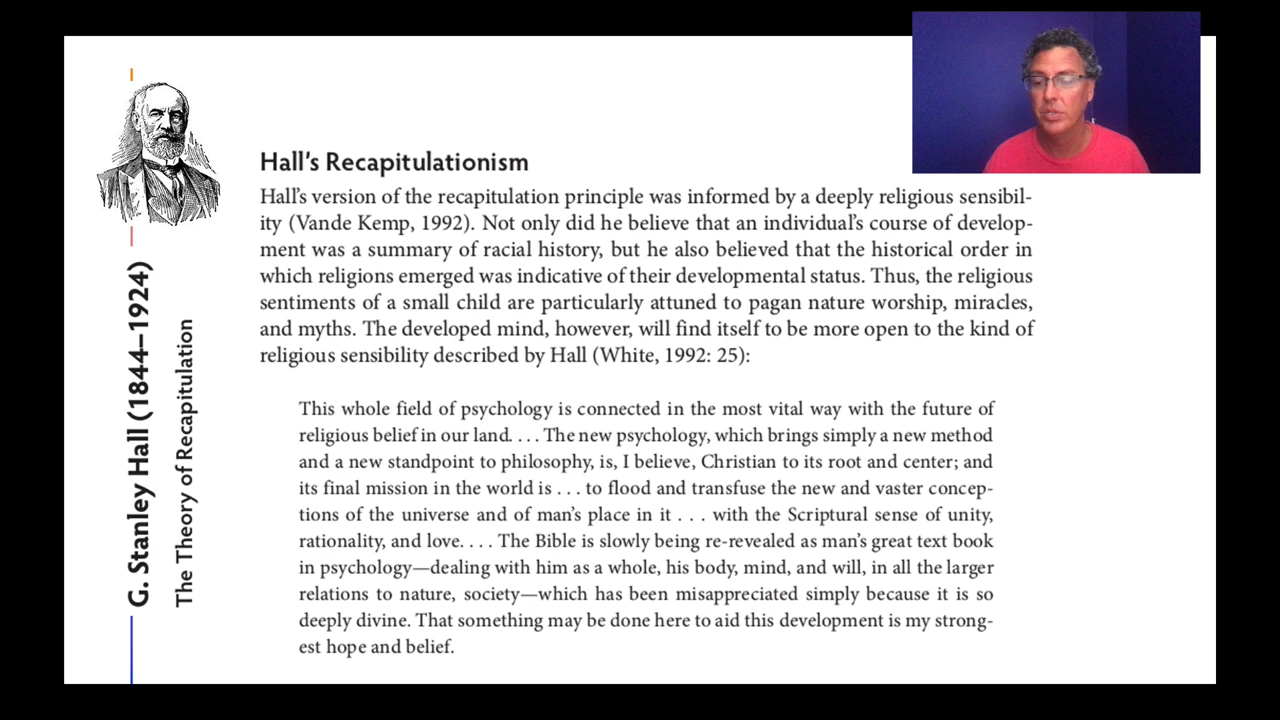 G. Stanley Hall (1844–1924)
The Theory of Recapitulation
Hall's Recapitulationism
Hall's version of the recapitulation principle was informed by a deeply religious sensibil-
ity (Vande Kemp, 1992). Not only did he believe that an individual's course of develop-
ment was a summary of racial history, but he also believed that the historical order in
which religions emerged was indicative of their developmental status. Thus, the religious
sentiments of a small child are particularly attuned to pagan nature worship, miracles,
and myths. The developed mind, however, will find itself to be more open to the kind of
religious sensibility described by Hall (White, 1992: 25):
This whole field of psychology is connected in the most vital way with the future of
religious belief in our land. . . . The new psychology, which brings simply a new method
and a new standpoint to philosophy, is, I believe, Christian to its root and center; and
its final mission in the world is . . . to flood and transfuse the new and vaster concep-
tions of the universe and of man's place in it . . . with the Scriptural sense of unity,
rationality, and love. . . . The Bible is slowly being re-revealed as man's great text book
in psychology—dealing with him as a whole, his body, mind, and will, in all the larger
relations to nature, society—which has been misappreciated simply because it is so
deeply divine. That something may be done here to aid this development is my strong-
est hope and belief.